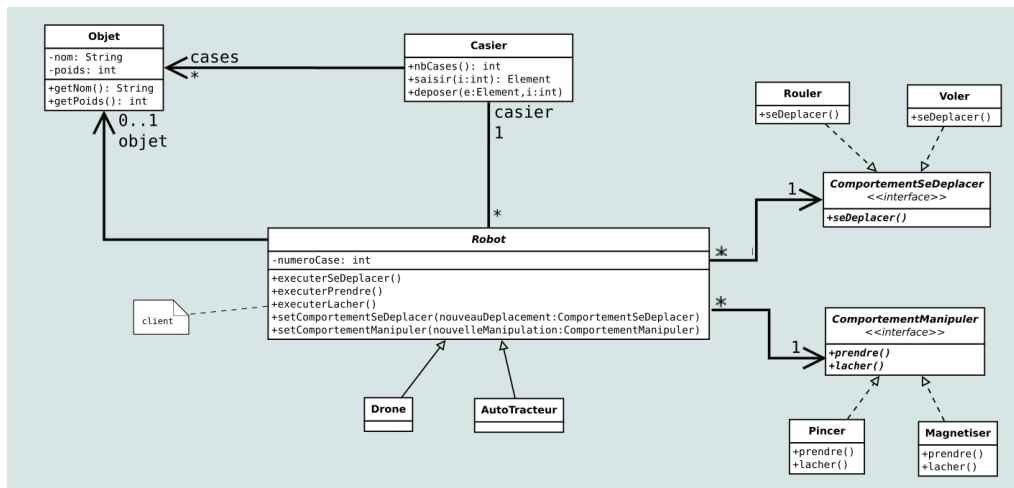 Objet
-nom: String
-poids: int
+getNom(): String
+getPoids(): int
cases
*
Casier
+nbCases(): int
+saisir(i:int): Element
+deposer(e:Element,i:int)
casier
1
*
0..1
objet
Rouler
+seDeplacer()
Voler
+seDeplacer()
ComportementSeDeplacer
<<interface>>
+seDeplacer()
1
*
Robot
-numeroCase: int
+executerSeDeplacer()
+executerPrendre()
+executerLacher()
+setComportementSeDeplacer(nouveauDeplacement:ComportementSeDeplacer)
+setComportementManipuler(nouvelleManipulation:ComportementManipuler)
client
*
1
ComportementManipuler
<<interface>>
+prendre()
+lacher()
Drone
AutoTracteur
Pincer
+prendre()
+lacher()
Magnetiser
+prendre()
+lacher()